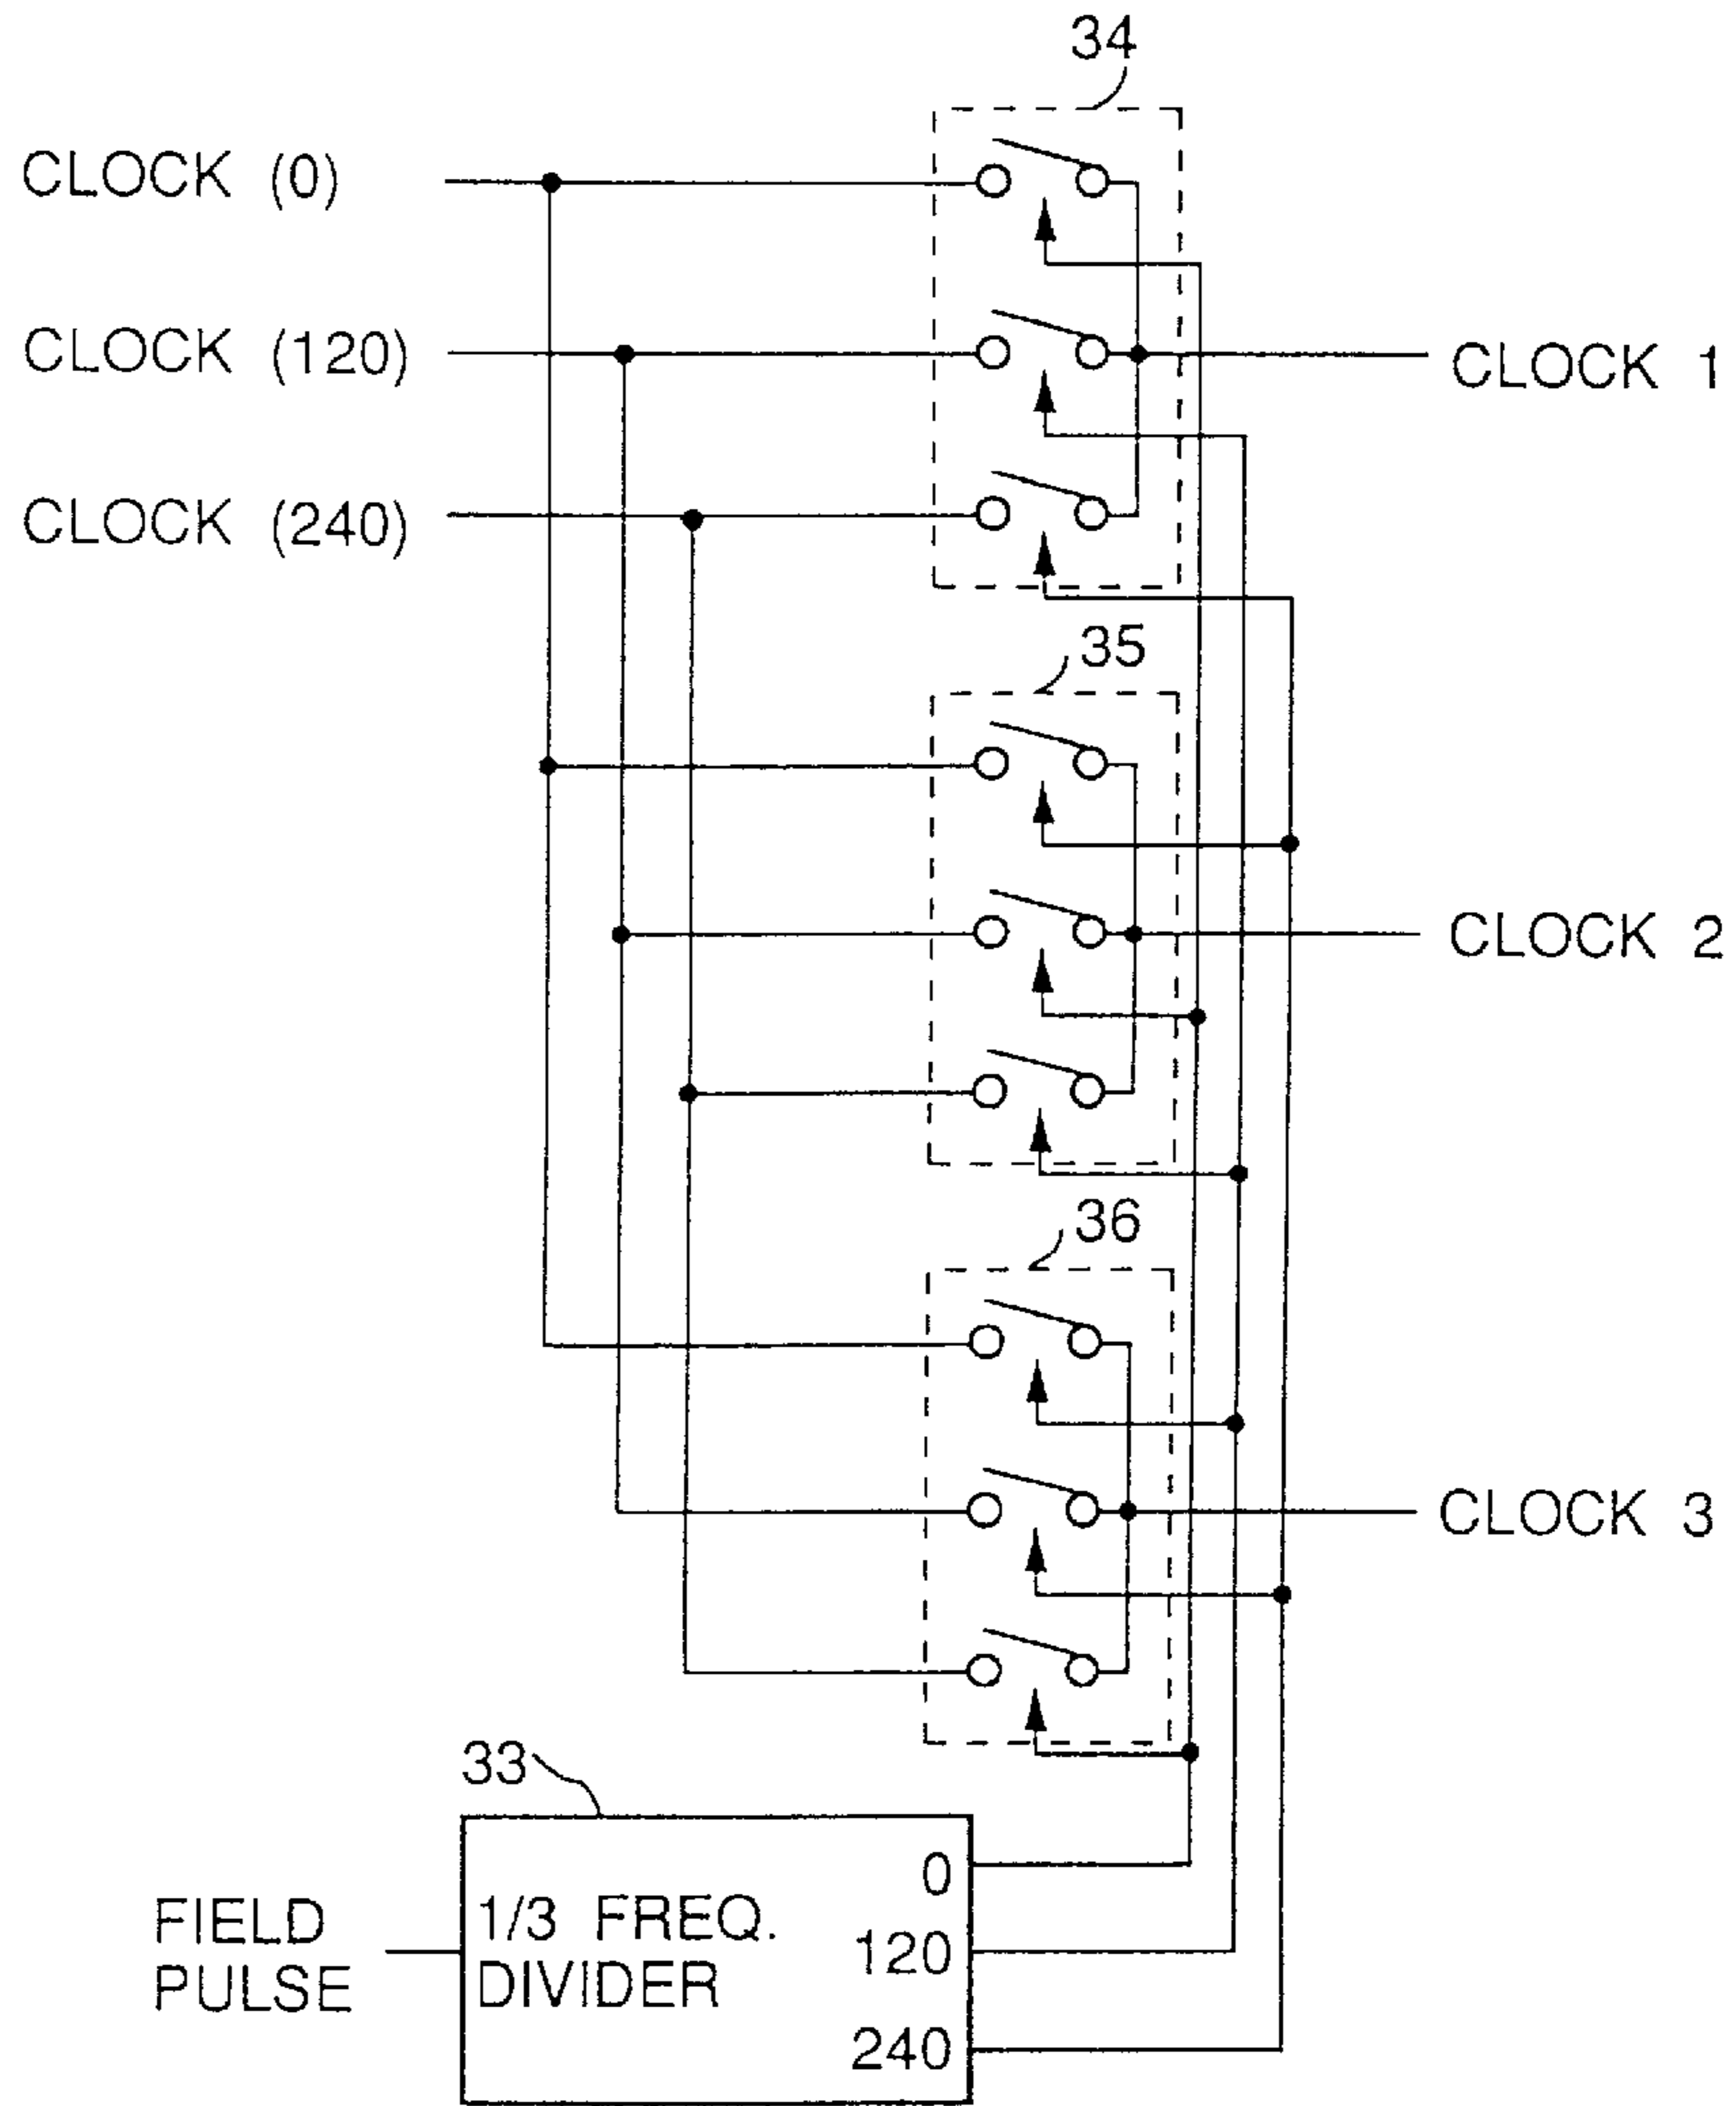 34
CLOCK (0)
CLOCK (120)
CLOCK 1
CLOCK (240)
35
CLOCK 2
36
CLOCK 3
33
0
FIELD
PULSE
1/3 FREQ.
DIVIDER
120
240